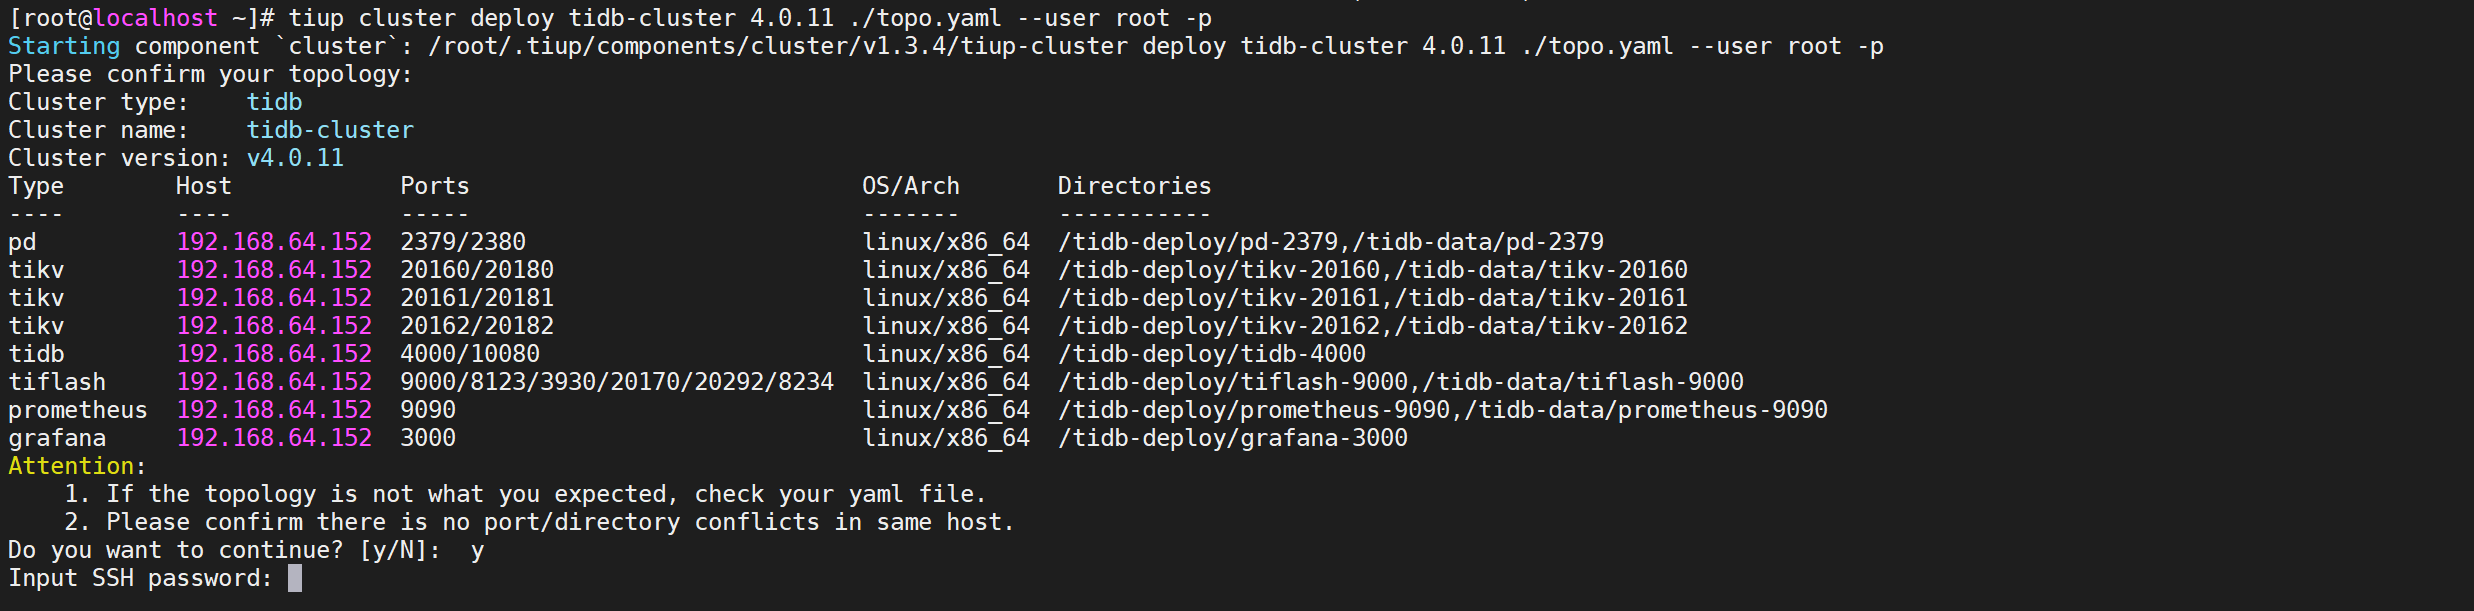 [root@localhost ~]# tiup cluster deploy tidb-cluster 4.0.11 ./topo.yaml --user root -p
Starting component `cluster`: /root/.tiup/components/cluster/v1.3.4/tiup-cluster deploy tidb-cluster 4.0.11 ./topo.yaml --user root -p
Please confirm your topology:
Cluster type:    tidb
Cluster name:    tidb-cluster
Cluster version: v4.0.11
Type        Host            Ports                            OS/Arch       Directories
----        ----            -----                            -------       -----------
pd          192.168.64.152  2379/2380                        linux/x86_64  /tidb-deploy/pd-2379,/tidb-data/pd-2379
tikv        192.168.64.152  20160/20180                      linux/x86_64  /tidb-deploy/tikv-20160,/tidb-data/tikv-20160
tikv        192.168.64.152  20161/20181                      linux/x86_64  /tidb-deploy/tikv-20161,/tidb-data/tikv-20161
tikv        192.168.64.152  20162/20182                      linux/x86_64  /tidb-deploy/tikv-20162,/tidb-data/tikv-20162
tidb        192.168.64.152  4000/10080                       linux/x86_64  /tidb-deploy/tidb-4000
tiflash     192.168.64.152  9000/8123/3930/20170/20292/8234  linux/x86_64  /tidb-deploy/tiflash-9000,/tidb-data/tiflash-9000
prometheus  192.168.64.152  9090                             linux/x86_64  /tidb-deploy/prometheus-9090,/tidb-data/prometheus-9090
grafana     192.168.64.152  3000                             linux/x86_64  /tidb-deploy/grafana-3000
Attention:
    1. If the topology is not what you expected, check your yaml file.
    2. Please confirm there is no port/directory conflicts in same host.
Do you want to continue? [y/N]:  y
Input SSH password: